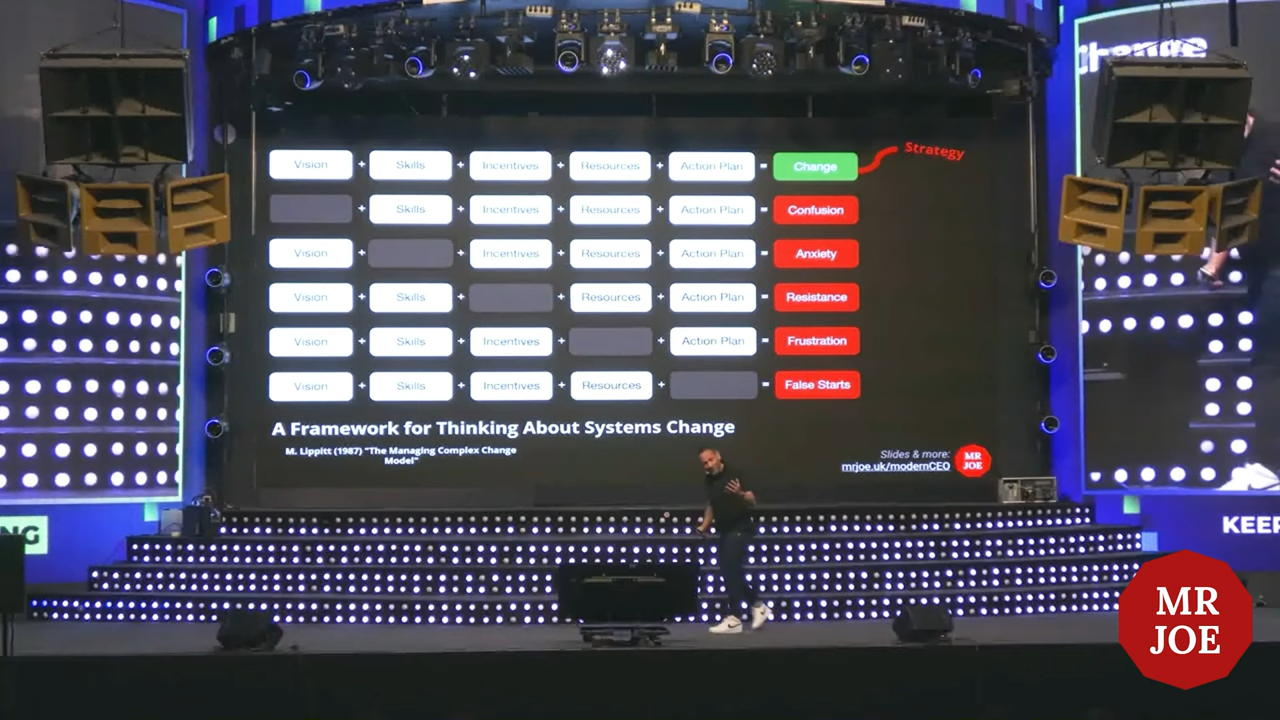 Change
Vision + Skills + Incentives + Resources + Action Plan = Change
Strategy
+ Skills + Incentives + Resources + Action Plan = Confusion
Vision + + Incentives + Resources + Action Plan = Anxiety
Vision + Skills + + Resources + Action Plan = Resistance
Vision + Skills + Incentives + + Action Plan = Frustration
Vision + Skills + Incentives + Resources + = False Starts
A Framework for Thinking About Systems Change
M. Lippitt (1987) "The Managing Complex Change
Model"
Slides & more:
mrjoe.uk/modernCEO
MR
JOE
NG
KEEP
MR
JOE